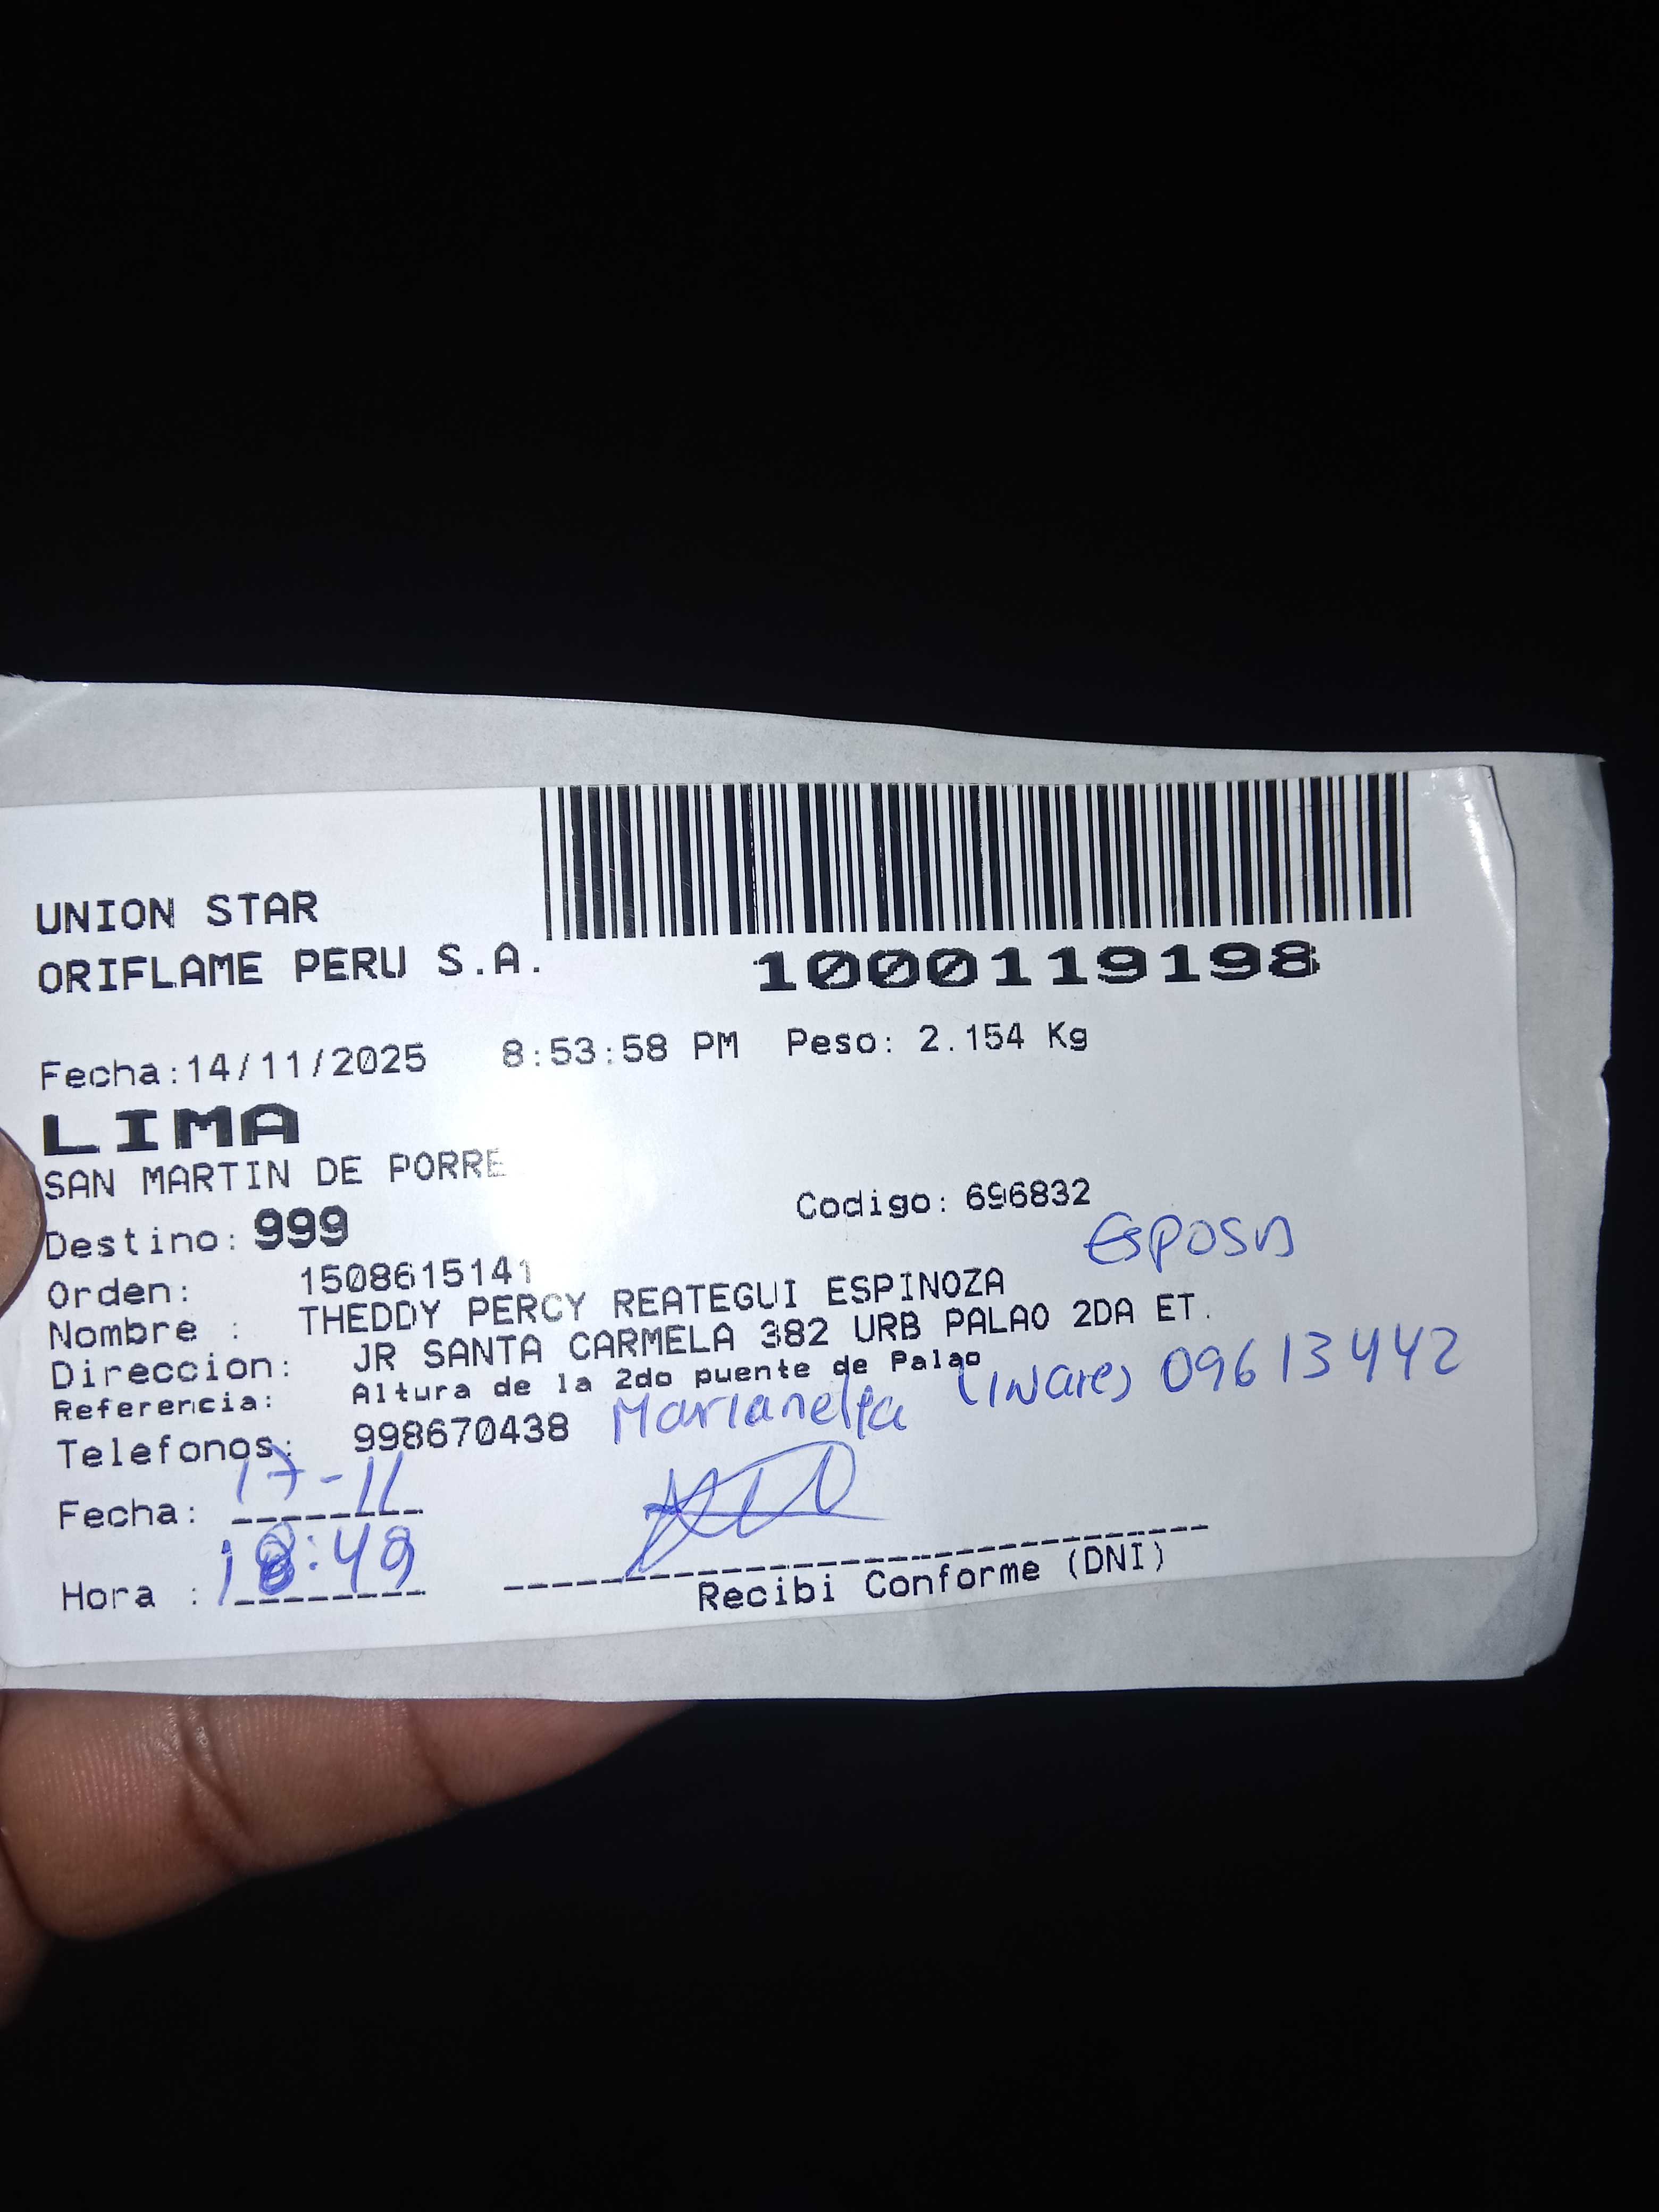 UNION STAR
ORIFLAME PERU S.A.
1000119198
Fecha:14/11/2025 8:53:58 PM Peso: 2.154 Kg
LIMA
SAN MARTIN DE PORRE
Destino: 999 Codigo: 696832
Esposa
Orden: 1508615141
Nombre : THEDDY PERCY REATEGUI ESPINOZA
Direccion: JR SANTA CARMELA 382 URB PALAO 2DA ET.
Referencia: Altura de la 2do puente de Palao
Telefonos: 998670438 Linares 09613442
Fecha: 17-11
Hora : 18:49
Recibi Conforme (DNI)